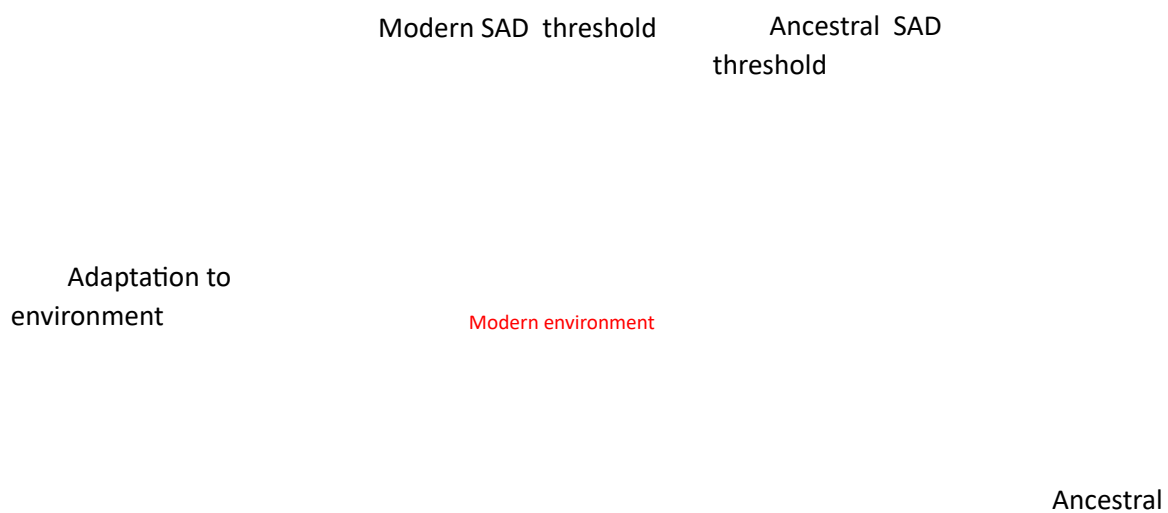 Modern SAD  threshold
Ancestral  SAD
threshold
Adaptation to
environment
Modern environment
Ancestral